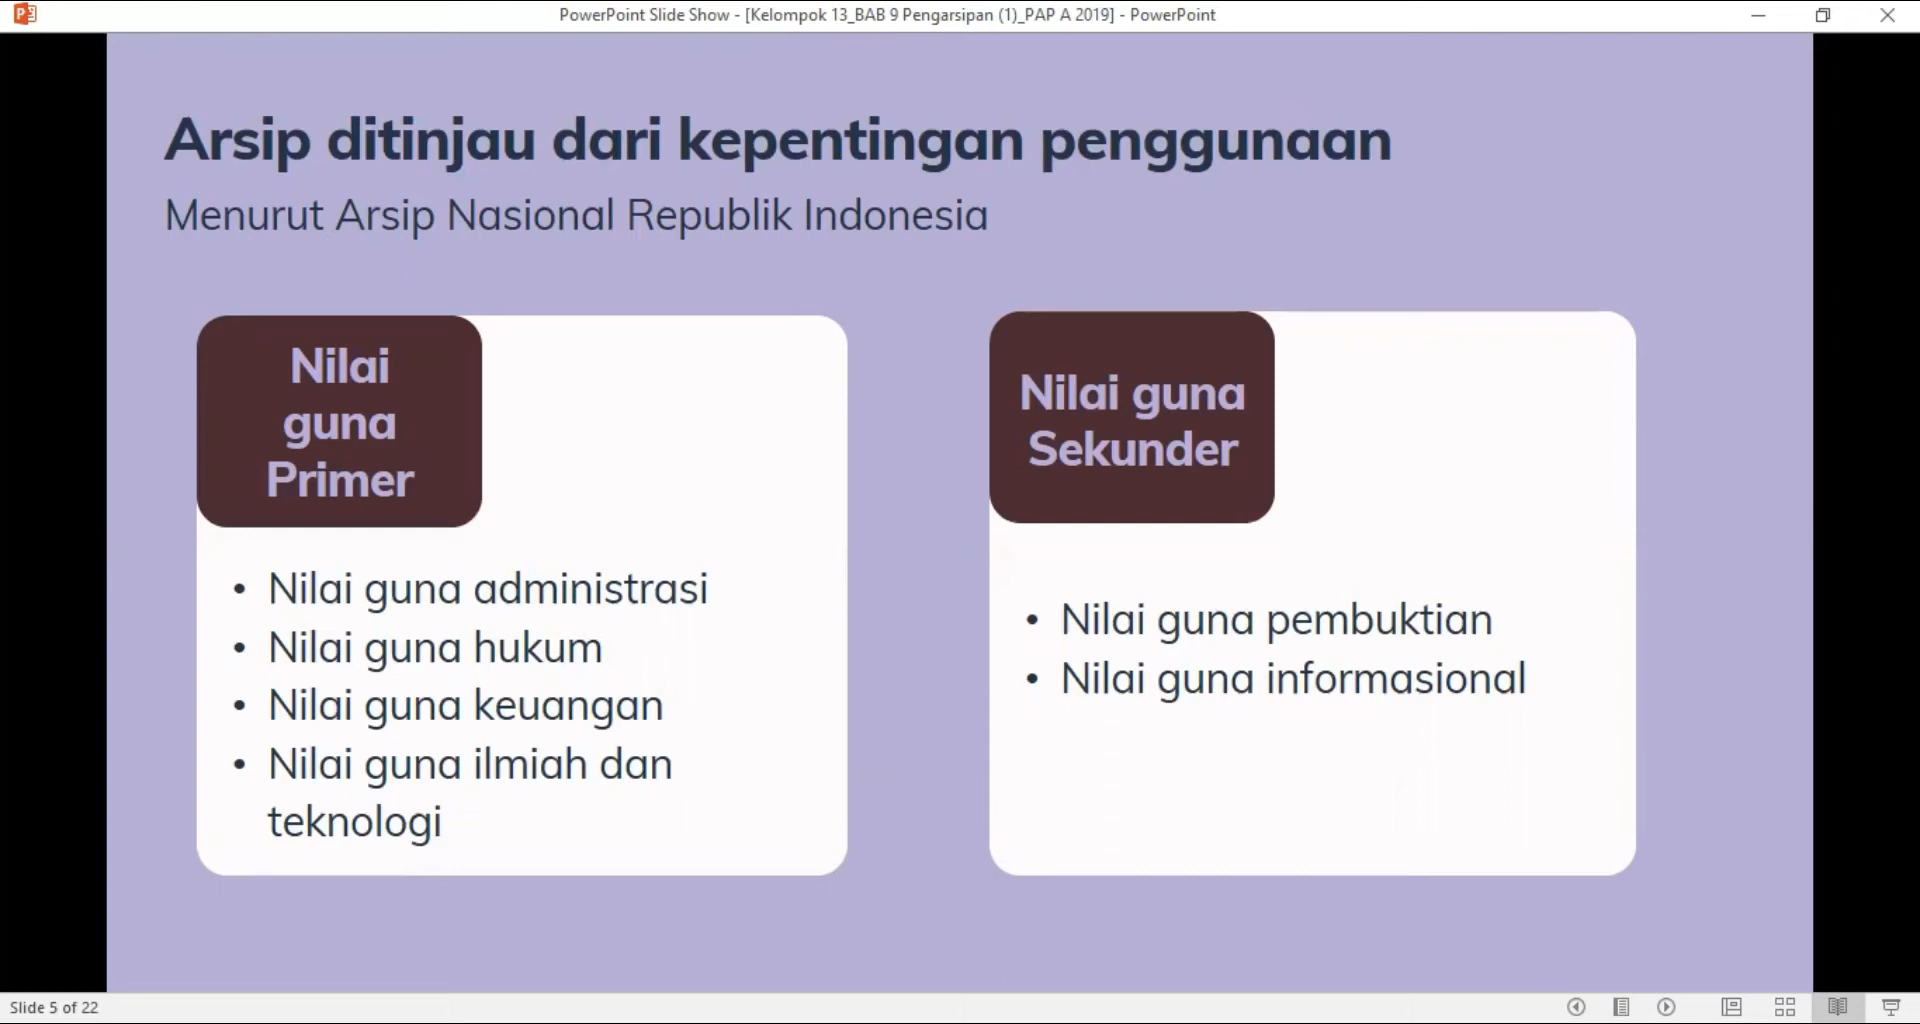 PowerPoint Slide Show - [Kelompok 13_BAB 9 Pengarsipan (1)_PAP A 2019] - PowerPoint
Arsip ditinjau dari kepentingan penggunaan
Menurut Arsip Nasional Republik Indonesia
Nilai
guna
Primer
• Nilai guna administrasi
• Nilai guna hukum
• Nilai guna keuangan
• Nilai guna ilmiah dan
teknologi
Nilai guna
Sekunder
• Nilai guna pembuktian
• Nilai guna informasional
Slide 5 of 22